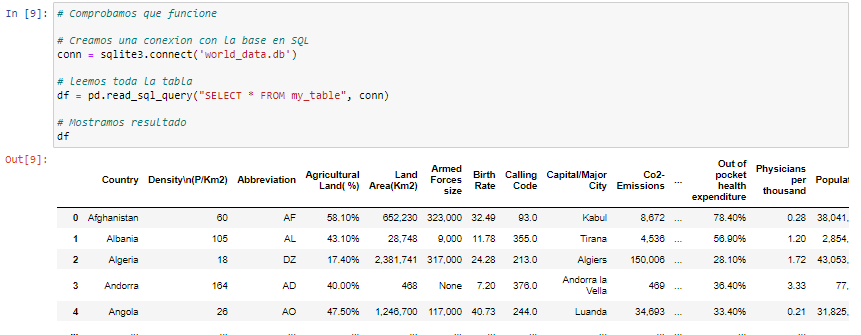 In [9]: # Comprobamos que funcione
# Creamos una conexion con la base en SQL
conn = sqlite3.connect('world_data.db')
# Leemos toda la tabla
df = pd.read_sql_query("SELECT * FROM my_table", conn)
# Mostramos resultado
df
Out[9]:
Country Density\n(P/Km2) Abbreviation Agricultural Land( %) Land Area(Km2) Armed Forces size Birth Rate Calling Code Capital/Major City Co2-Emissions ... Out of pocket health expenditure Physicians per thousand Populat
0 Afghanistan 60 AF 58.10% 652,230 323,000 32.49 93.0 Kabul 8,672 ... 78.40% 0.28 38,041,
1 Albania 105 AL 43.10% 28,748 9,000 11.78 355.0 Tirana 4,536 ... 56.90% 1.20 2,854,
2 Algeria 18 DZ 17.40% 2,381,741 317,000 24.28 213.0 Algiers 150,006 ... 28.10% 1.72 43,053,
3 Andorra 164 AD 40.00% 468 None 7.20 376.0 Andorra la Vella 469 ... 36.40% 3.33 77,
4 Angola 26 AO 47.50% 1,246,700 117,000 40.73 244.0 Luanda 34,693 ... 33.40% 0.21 31,825,